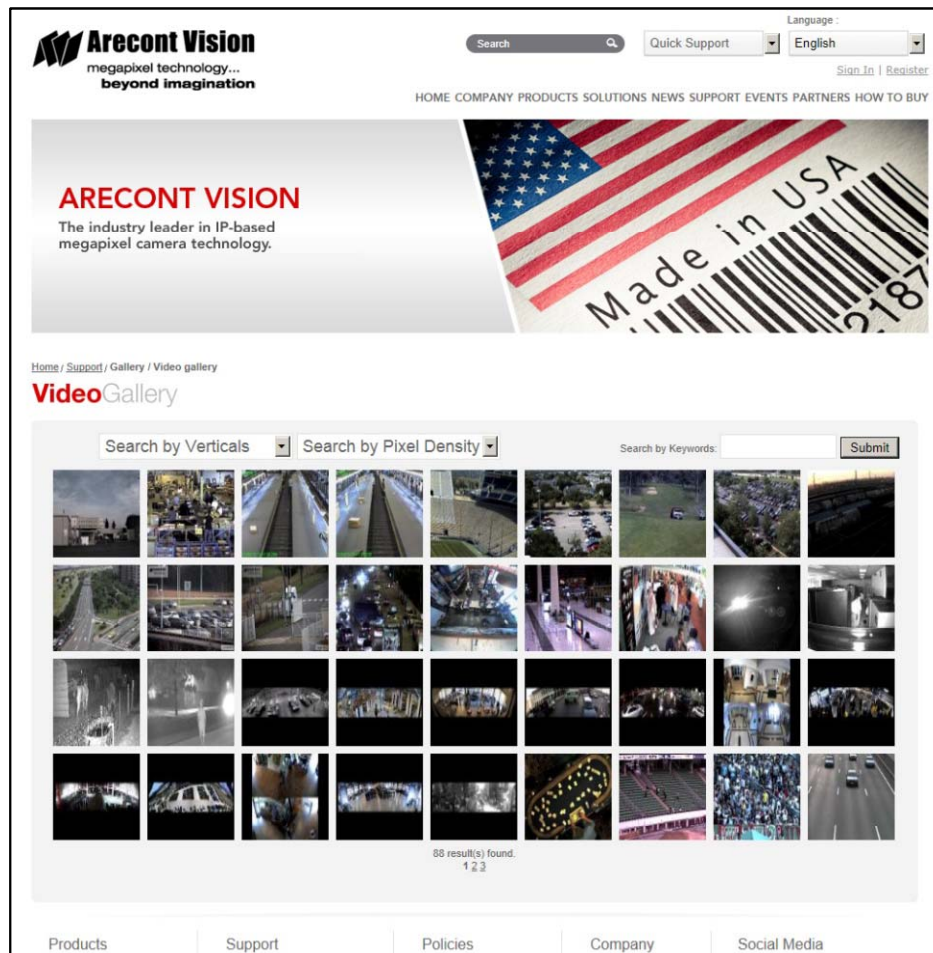 Arecont Vision
megapixel technology...
beyond imagination
Language :
Search
Quick Support
English
Sign In | Register
HOME COMPANY PRODUCTS SOLUTIONS NEWS SUPPORT EVENTS PARTNERS HOW TO BUY
ARECONT VISION
The industry leader in IP-based
megapixel camera technology.
Made in USA
2187
Home / Support / Gallery / Video gallery
VideoGallery
Search by Verticals
Search by Pixel Density
Search by Keywords:
Submit
88 result(s) found.
1 2 3
Products
Support
Policies
Company
Social Media